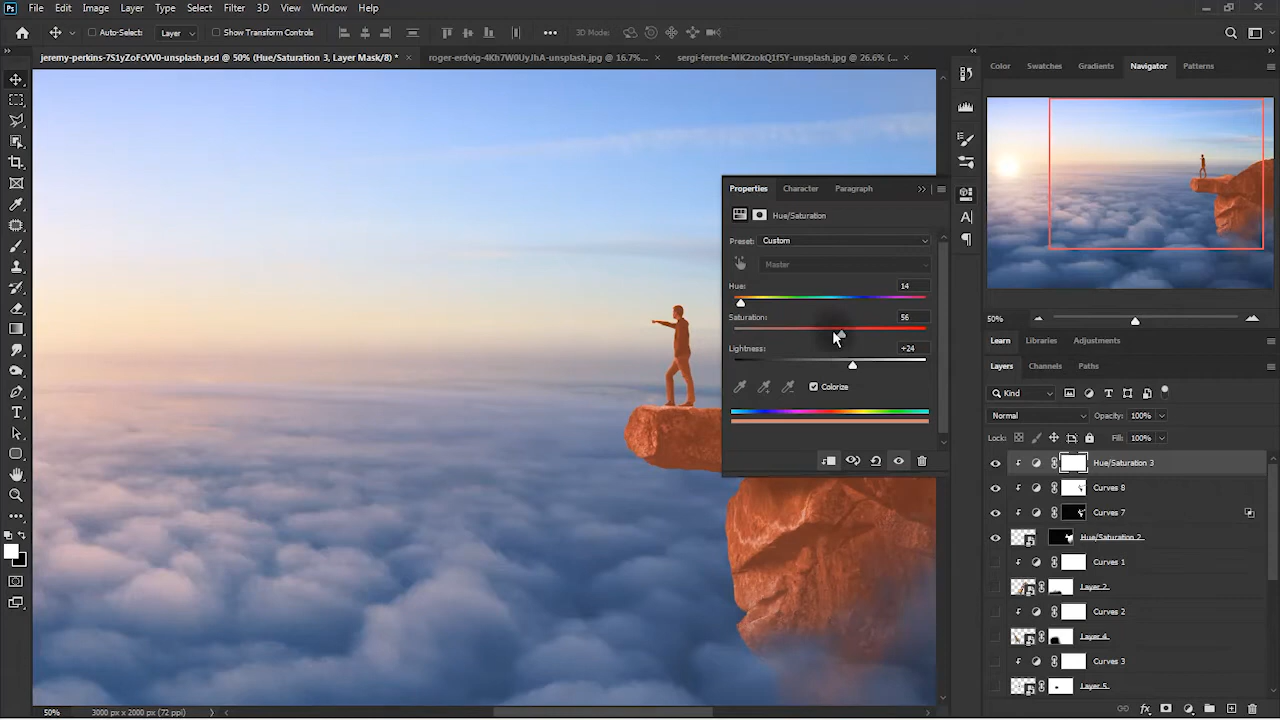 Ps File Edit Image Layer Type Select Filter 3D View Window Help
Auto-Select: Layer Show Transform Controls 3D Mode:
jeremy-perkins-7S1yZoFcVV0-unsplash.psd @ 50% (Hue/Saturation 3, Layer Mask/8) * × roger-erdvig-4Kh7W0UyJhA-unsplash.jpg @ 16.7%... × sergi-ferrete-MK2zokQ1f5Y-unsplash.jpg @ 26.6% (... ×
Color Swatches Gradients Navigator Patterns
Properties Character Paragraph
Hue/Saturation
Preset: Custom
Master
Hue: 14
Saturation: 56
Lightness: +24
Colorize
50%
Learn Libraries Adjustments
Layers Channels Paths
Kind
Normal Opacity: 100%
Lock: Fill: 100%
Hue/Saturation 3
Curves 8
Curves 7
Hue/Saturation 2
Curves 1
Layer 2
Curves 2
Layer 4
Curves 3
Layer 5
50% 3000 px x 2000 px (72 ppi)